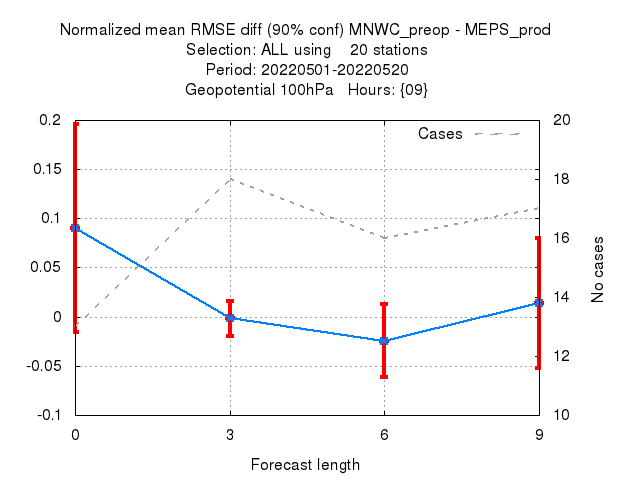 Normalized mean RMSE diff (90% conf) MNWC_preop - MEPS_prod
Selection: ALL using    20 stations
Period: 20220501-20220520
Geopotential 100hPa   Hours: {09}
Cases
0.2
0.15
0.1
0.05
0
-0.05
-0.1
20
18
16
14
12
10
No cases
0
3
6
9
Forecast length